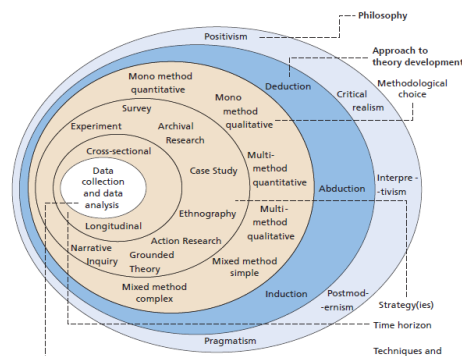 Positivism
Philosophy
Approach to
theory development
Mono method
quantitative
Deduction
Methodological
choice
Mono
method
qualitative
Critical
realism
Survey
Experiment
Archival
Research
Cross-sectional
Data
collection
and data
analysis
Case Study
Multi-
method
quantitative
Abduction
Interpre -
-tivism
Longitudinal
Ethnography
Multi-
method
qualitative
Action Research
Narrative
Inquiry
Grounded
Theory
Mixed method
simple
Mixed method
complex
Induction
Postmod-
-ernism
Strategy(ies)
Time horizon
Pragmatism
Techniques and